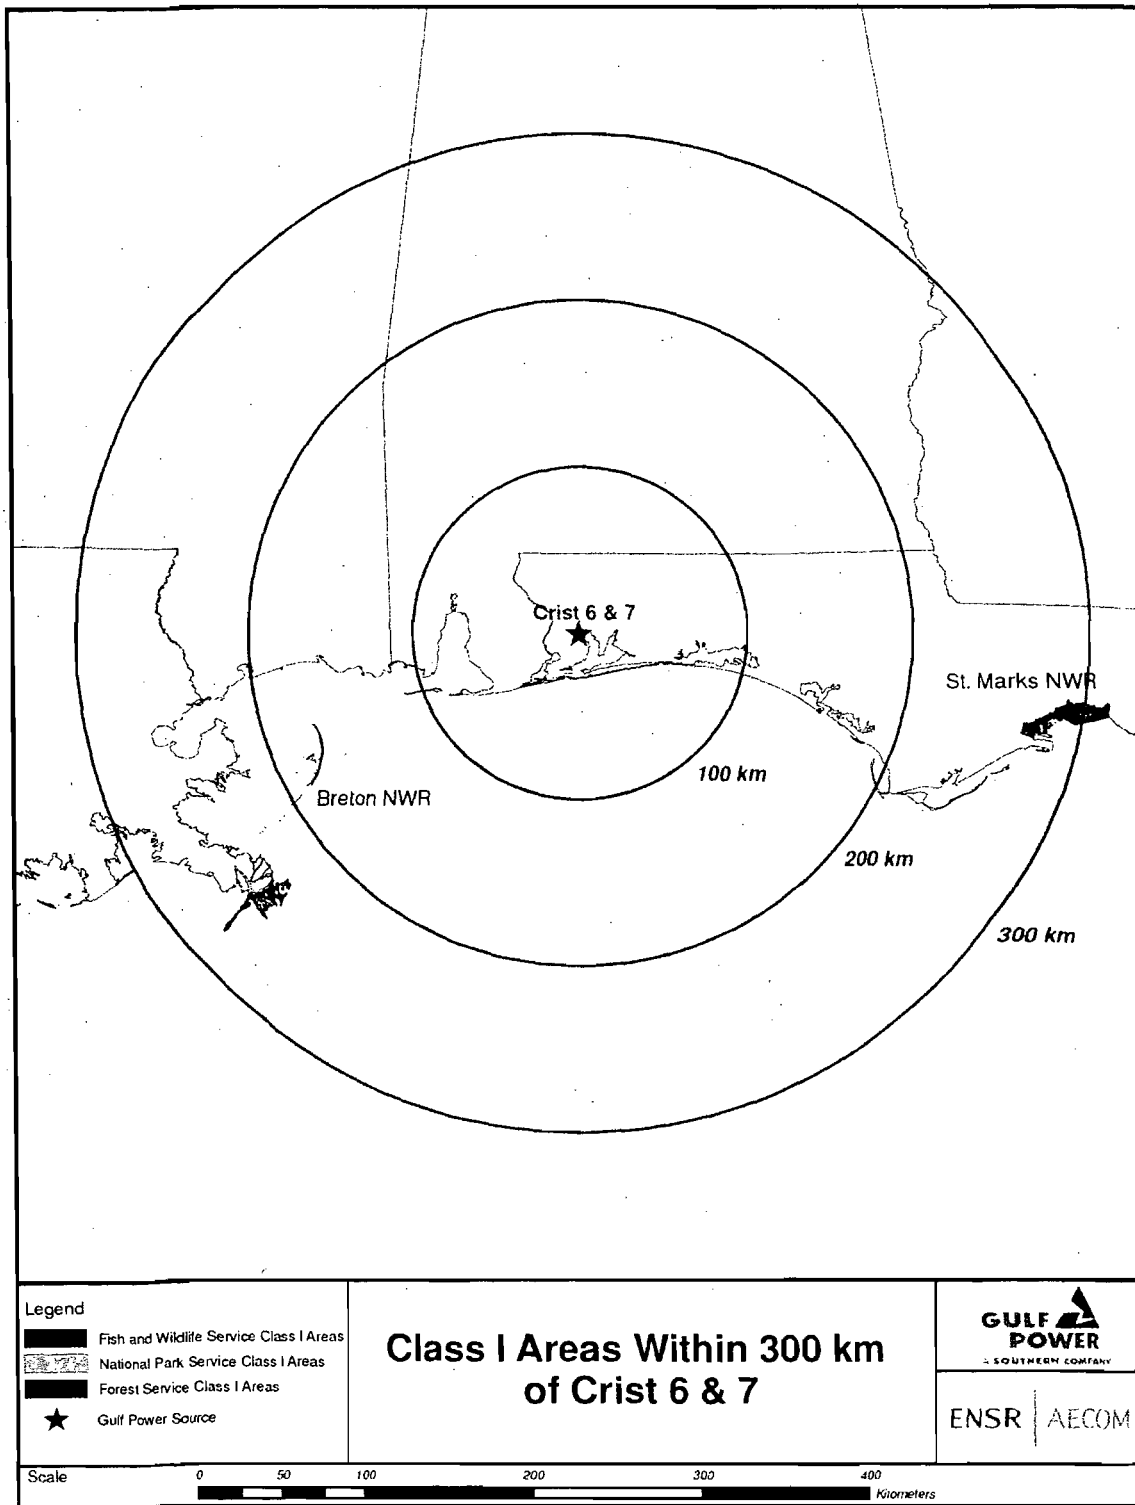 Crist 6 & 7
St. Marks NWR
100 km
Breton NWR
200 km
300 km
Legend
Fish and Wildlife Service Class I Areas
National Park Service Class I Areas
Forest Service Class I Areas
Gulf Power Source
Class I Areas Within 300 km
of Crist 6 & 7
GULF
POWER
A SOUTHERN COMPANY
ENSR | AECOM
Scale
0 50 100 200 300 400
Kilometers